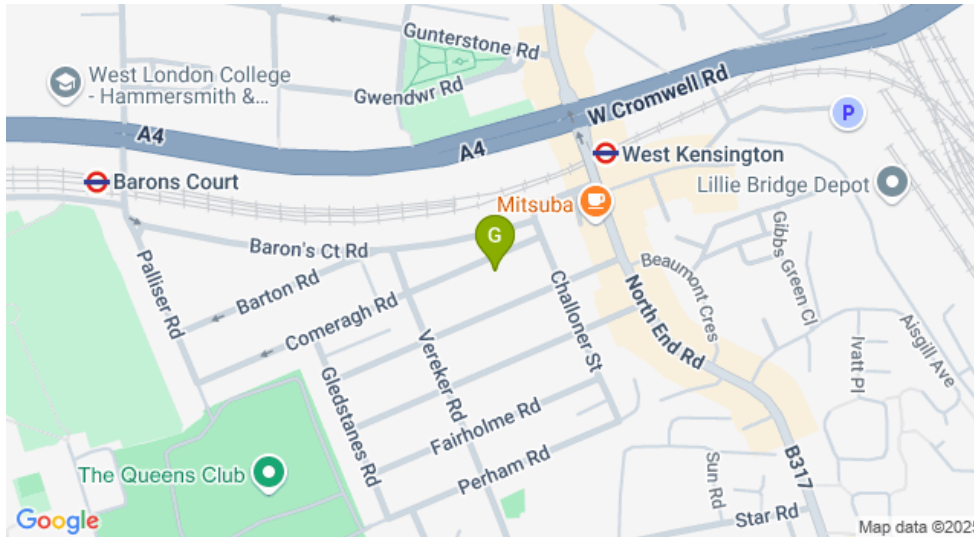 Gunterstone Rd
West London College
- Hammersmith &...
Gwendwr Rd
W Cromwell Rd
P
A4
A4
West Kensington
Barons Court
Lillie Bridge Depot
Mitsuba
G
Baron's Ct Rd
Palliser Rd
Barton Rd
Comeragh Rd
Vereker Rd
Challoner St
Beaumont Cres
Gibbs Green Cl
North End Rd
Aisgill Ave
Ivatt Pl
Gledstanes Rd
Fairholme Rd
The Queens Club
Perham Rd
Sun Rd
B317
Star Rd
Google
Map data ©2025